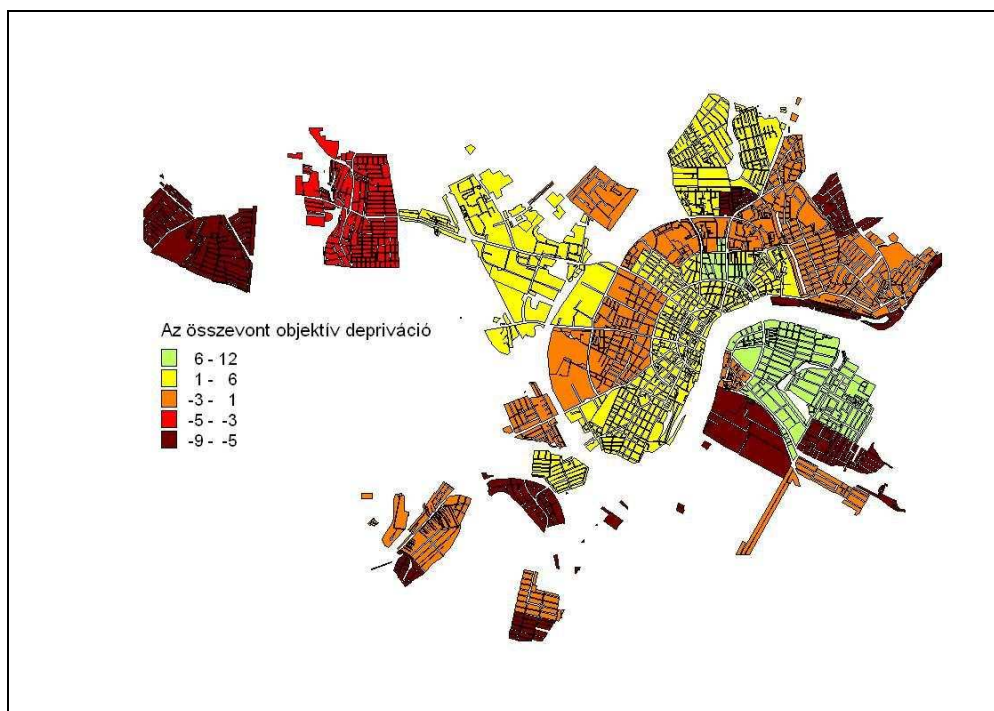 Az összevont objektív depriváció
6 - 12
1 - 6
-3 - 1
-5 - -3
-9 - -5